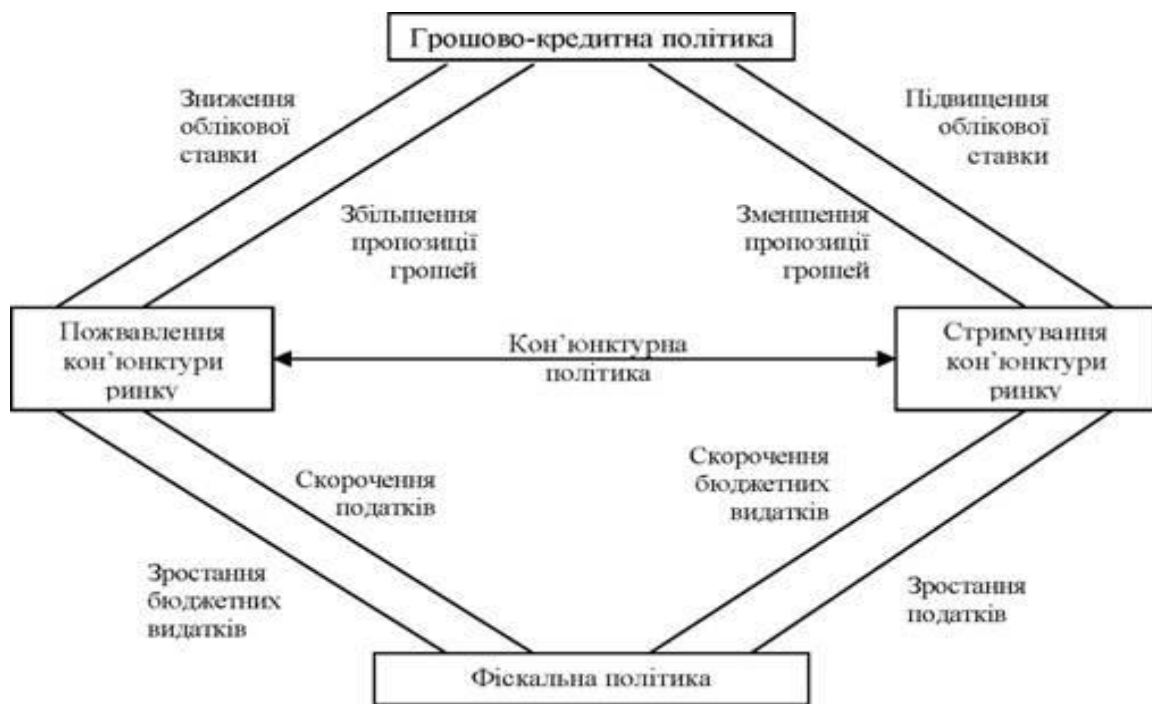 Грошово-кредитна політика
Зниження
облікової
ставки
Підвищення
облікової
ставки
Збільшення
пропозиції
грошей
Зменшення
пропозиції
грошей
Пожвавлення
кон’юнктури
ринку
Кон’юнктурна
політика
Стримування
кон’юнктури
ринку
Скорочення
податків
Скорочення
бюджетних
видатків
Зростання
бюджетних
видатків
Зростання
податків
Фіскальна політика